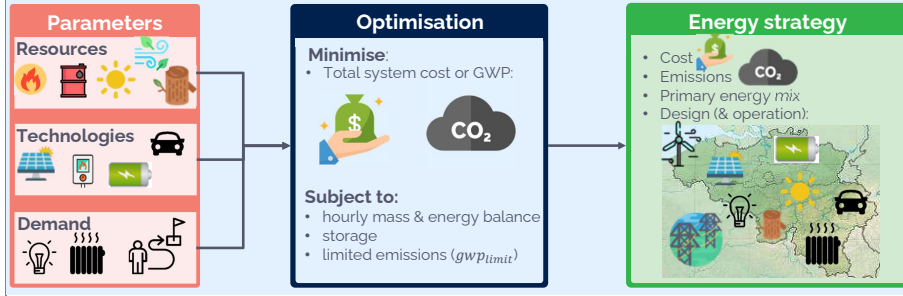 Parameters
Resources
Technologies
Demand
Optimisation
Minimise:
• Total system cost or GWP:
$
CO₂
Subject to:
• hourly mass & energy balance
• storage
• limited emissions (gwp_limit)
Energy strategy
• Cost
$
• Emissions
CO₂
• Primary energy mix
• Design (& operation):